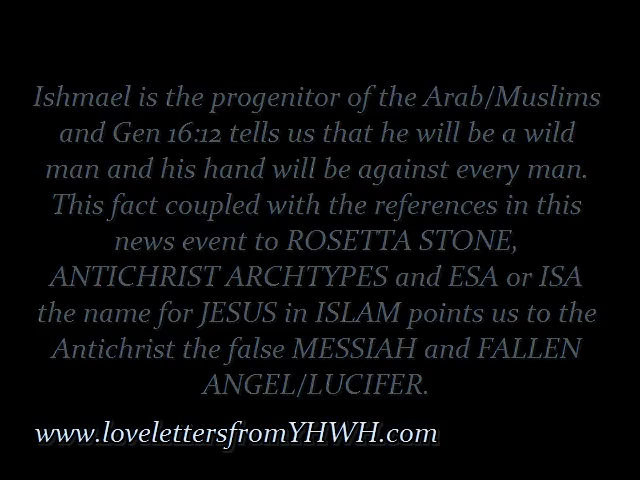 Ishmael is the progenitor of the Arab/Muslims
and Gen 16:12 tells us that he will be a wild
man and his hand will be against every man.
This fact coupled with the references in this
news event to ROSETTA STONE,
ANTICHRIST ARCHTYPES and ESA or ISA
the name for JESUS in ISLAM points us to the
Antichrist the false MESSIAH and FALLEN
ANGEL/LUCIFER.
www.lovelettersfromYHWH.com